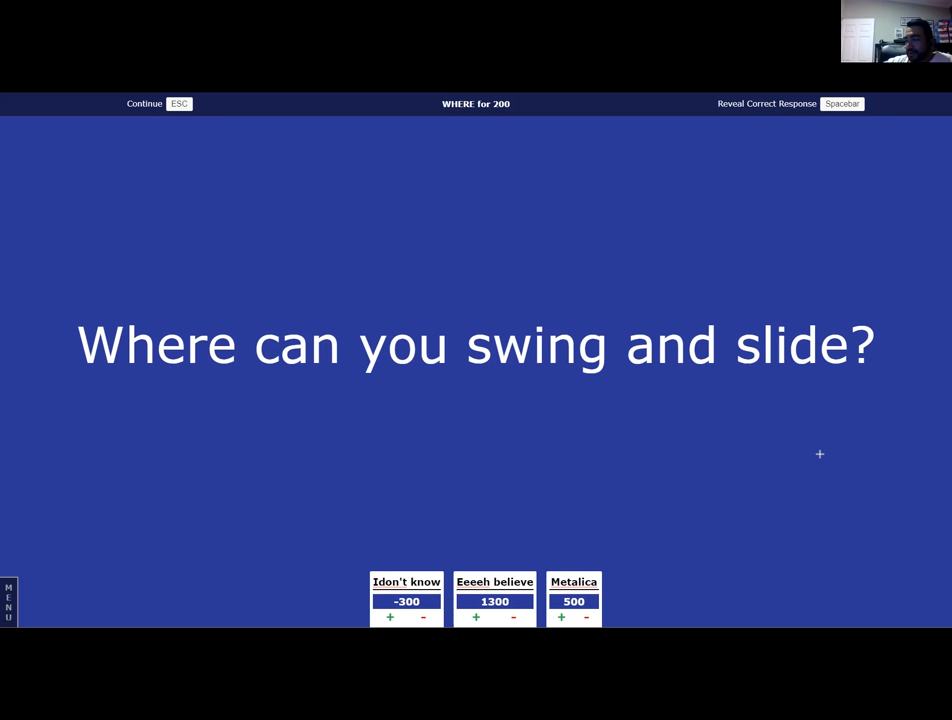 Continue ESC
WHERE for 200
Reveal Correct Response Spacebar
Where can you swing and slide?
MENU
Idon't know
-300
+ -
Eeeeh believe
1300
+ -
Metalica
500
+ -